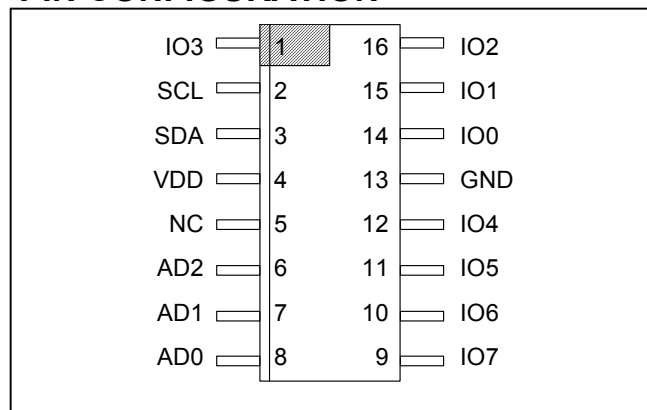 IO3 1 16 IO2
SCL 2 15 IO1
SDA 3 14 IO0
VDD 4 13 GND
NC 5 12 IO4
AD2 6 11 IO5
AD1 7 10 IO6
AD0 8 9 IO7